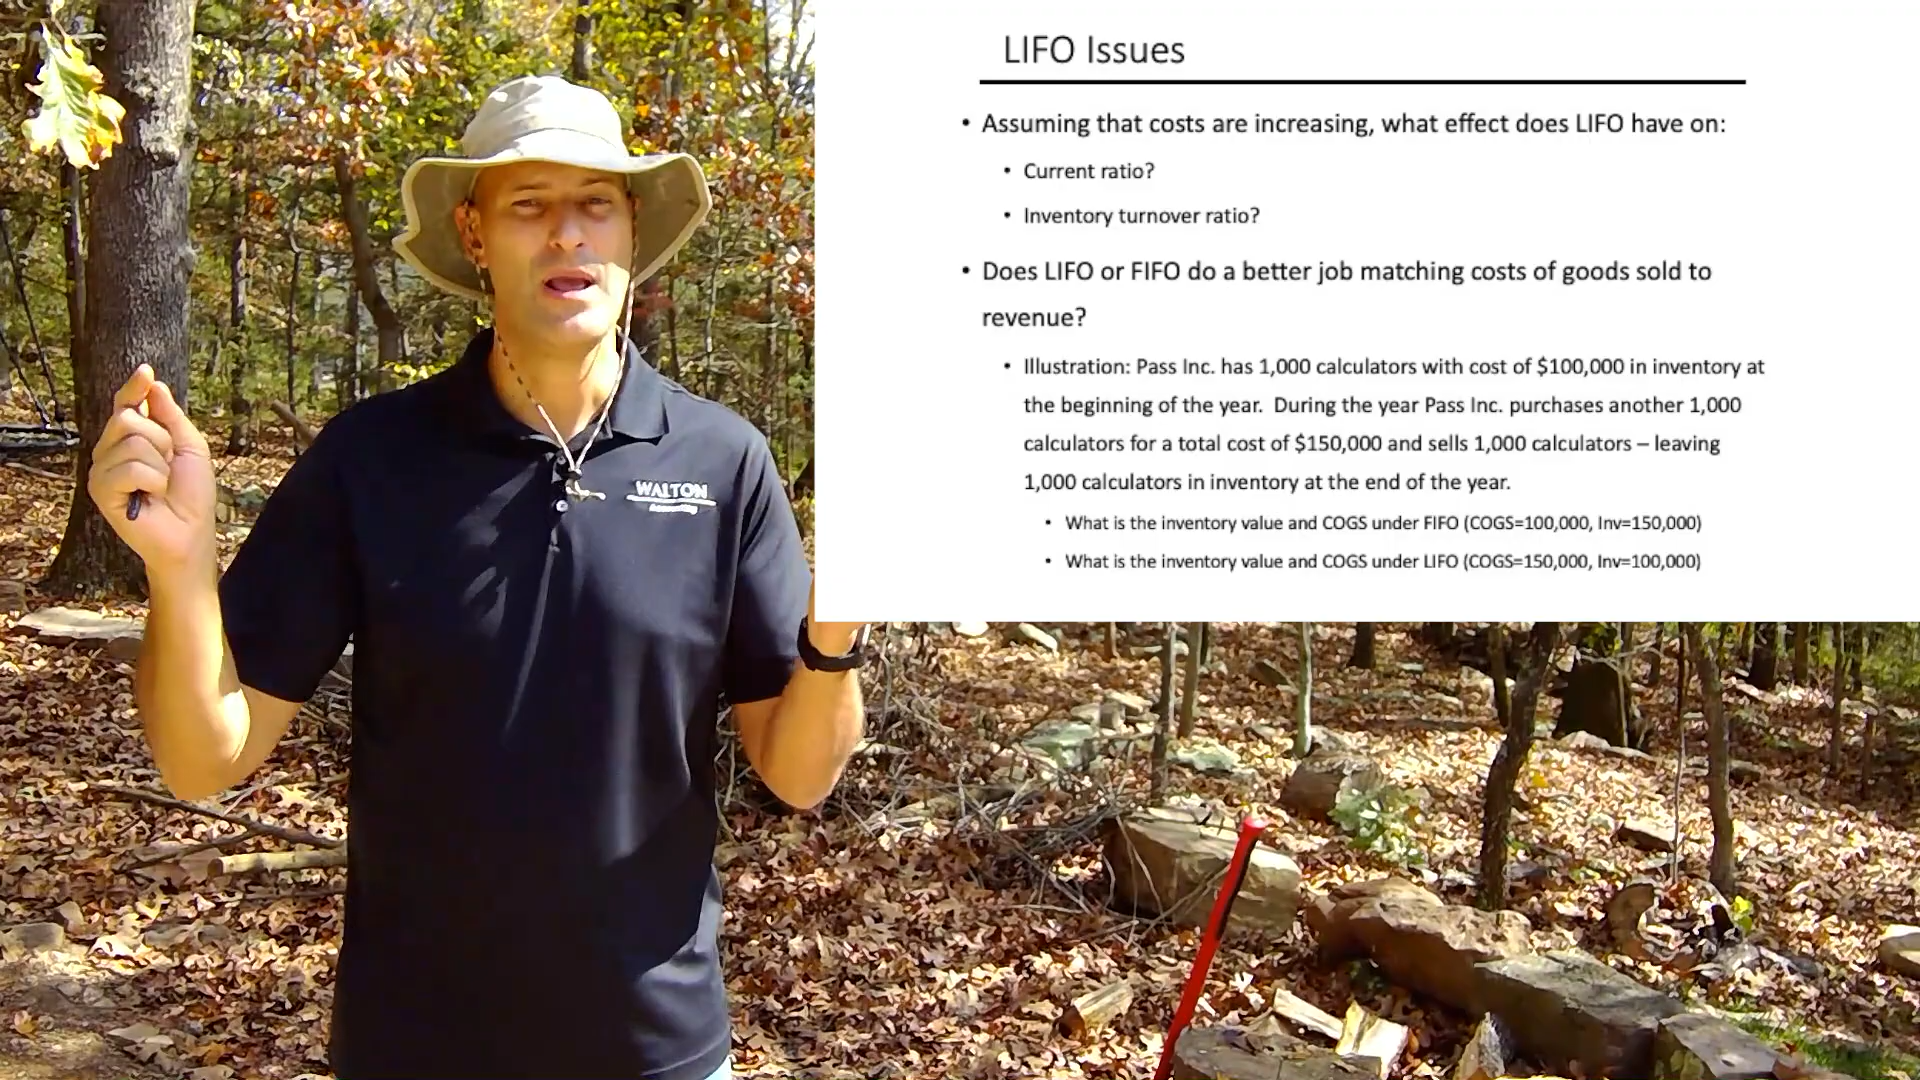 LIFO Issues
• Assuming that costs are increasing, what effect does LIFO have on:
• Current ratio?
• Inventory turnover ratio?
• Does LIFO or FIFO do a better job matching costs of goods sold to
revenue?
• Illustration: Pass Inc. has 1,000 calculators with cost of $100,000 in inventory at
the beginning of the year. During the year Pass Inc. purchases another 1,000
calculators for a total cost of $150,000 and sells 1,000 calculators – leaving
1,000 calculators in inventory at the end of the year.
• What is the inventory value and COGS under FIFO (COGS=100,000, Inv=150,000)
• What is the inventory value and COGS under LIFO (COGS=150,000, Inv=100,000)
WALTON
Accounting